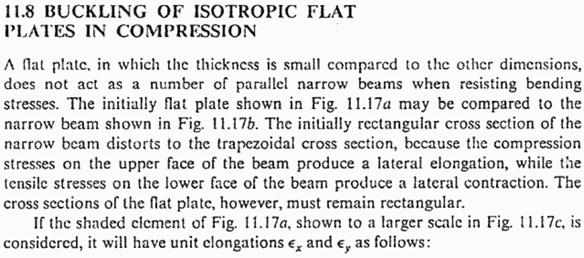 11.8 BUCKLING OF ISOTROPIC FLAT
PLATES IN COMPRESSION
A flat plate, in which the thickness is small compared to the other dimensions,
does not act as a number of parallel narrow beams when resisting bending
stresses. The initially flat plate shown in Fig. 11.17a may be compared to the
narrow beam shown in Fig. 11.17b. The initially rectangular cross section of the
narrow beam distorts to the trapezoidal cross section, because the compression
stresses on the upper face of the beam produce a lateral elongation, while the
tensile stresses on the lower face of the beam produce a lateral contraction. The
cross sections of the flat plate, however, must remain rectangular.
If the shaded element of Fig. 11.17a, shown to a larger scale in Fig. 11.17c, is
considered, it will have unit elongations ϵₓ and ϵᵧ as follows: